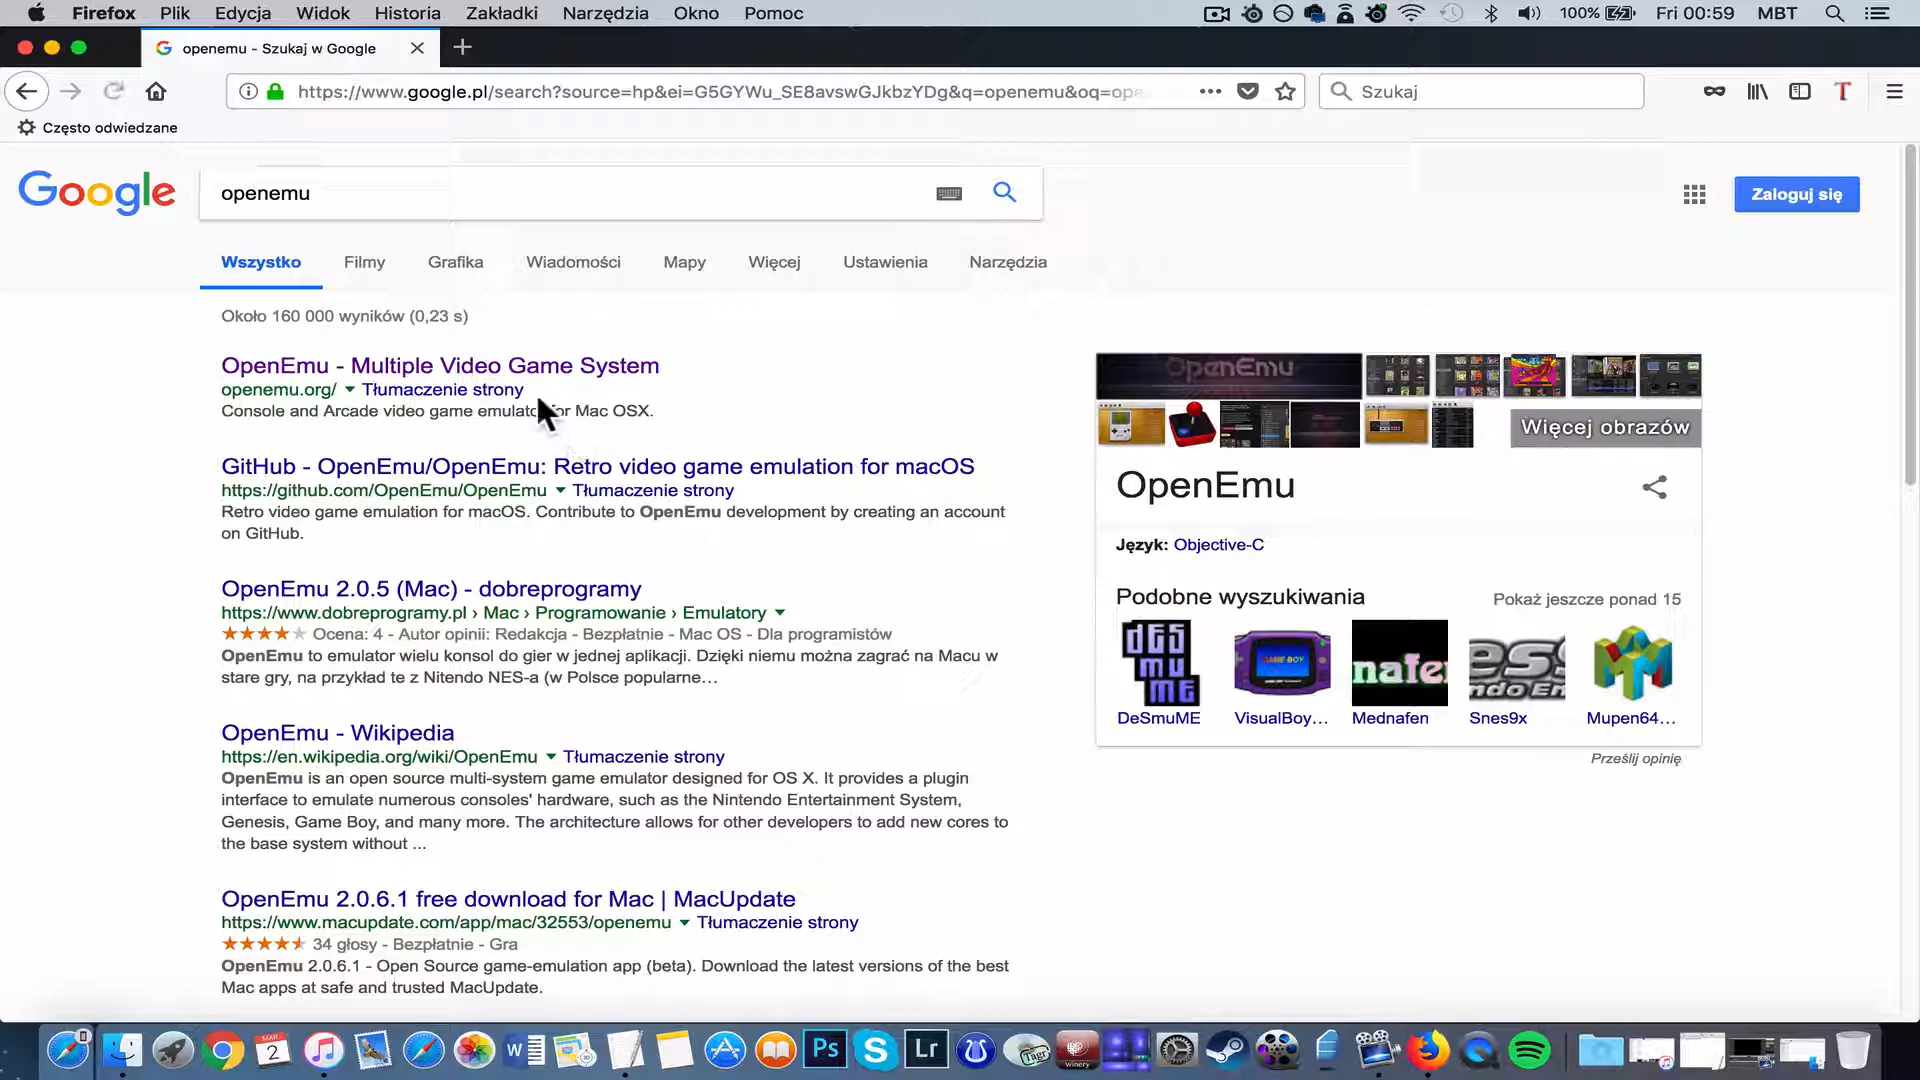 Firefox Plik Edycja Widok Historia Zakładki Narzędzia Okno Pomoc 100% Fri 00:59 MBT
openemu - Szukaj w Google
https://www.google.pl/search?source=hp&ei=G5GYWu_SE8avswGJkbzYDg&q=openemu&oq=ope Szukaj
Często odwiedzane
Google openemu Zaloguj się
Wszystko Filmy Grafika Wiadomości Mapy Więcej Ustawienia Narzędzia
Około 160 000 wyników (0,23 s)
OpenEmu - Multiple Video Game System
openemu.org/ Tłumaczenie strony
Console and Arcade video game emulator for Mac OSX.
GitHub - OpenEmu/OpenEmu: Retro video game emulation for macOS
https://github.com/OpenEmu/OpenEmu Tłumaczenie strony
Retro video game emulation for macOS. Contribute to OpenEmu development by creating an account
on GitHub.
OpenEmu 2.0.5 (Mac) - dobreprogramy
https://www.dobreprogramy.pl › Mac › Programowanie › Emulatory
Ocena: 4 - Autor opinii: Redakcja - Bezpłatnie - Mac OS - Dla programistów
OpenEmu to emulator wielu konsol do gier w jednej aplikacji. Dzięki niemu można zagrać na Macu w
stare gry, na przykład te z Nitendo NES-a (w Polsce popularne…
OpenEmu - Wikipedia
https://en.wikipedia.org/wiki/OpenEmu Tłumaczenie strony
OpenEmu is an open source multi-system game emulator designed for OS X. It provides a plugin
interface to emulate numerous consoles' hardware, such as the Nintendo Entertainment System,
Genesis, Game Boy, and many more. The architecture allows for other developers to add new cores to
the base system without ...
OpenEmu 2.0.6.1 free download for Mac | MacUpdate
https://www.macupdate.com/app/mac/32553/openemu Tłumaczenie strony
34 głosy - Bezpłatnie - Gra
OpenEmu 2.0.6.1 - Open Source game-emulation app (beta). Download the latest versions of the best
Mac apps at safe and trusted MacUpdate.
OpenEmu
Więcej obrazów
OpenEmu
Język: Objective-C
Podobne wyszukiwania Pokaż jeszcze ponad 15
DeSmuME VisualBoy... Mednafen Snes9x Mupen64...
Prześlij opinię
MAR 2 W Ps Lr Tagr winery